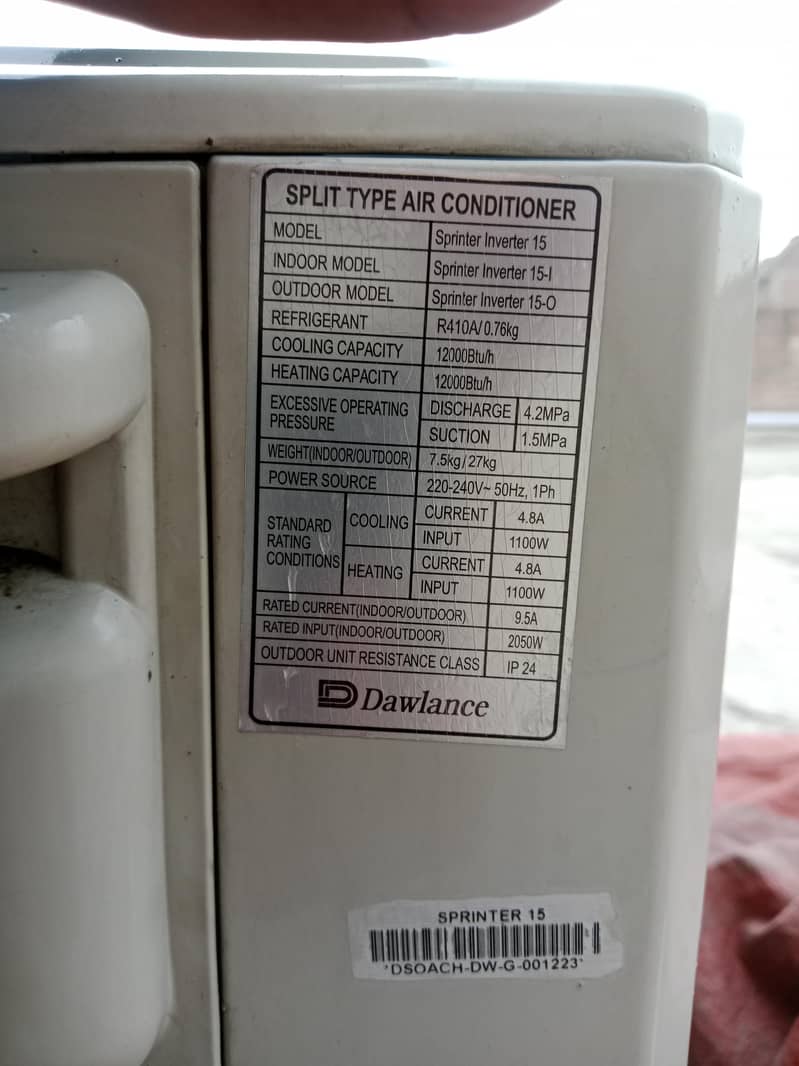 SPLIT TYPE AIR CONDITIONER
MODEL Sprinter Inverter 15
INDOOR MODEL Sprinter Inverter 15-I
OUTDOOR MODEL Sprinter Inverter 15-O
REFRIGERANT R410A/0.76kg
COOLING CAPACITY 12000Btu/h
HEATING CAPACITY 12000Btu/h
EXCESSIVE OPERATING PRESSURE DISCHARGE 4.2MPa
SUCTION 1.5MPa
WEIGHT(INDOOR/OUTDOOR) 7.5kg/27kg
POWER SOURCE 220-240V~ 50Hz, 1Ph
STANDARD RATING CONDITIONS COOLING CURRENT 4.8A
INPUT 1100W
HEATING CURRENT 4.8A
INPUT 1100W
RATED CURRENT(INDOOR/OUTDOOR) 9.5A
RATED INPUT(INDOOR/OUTDOOR) 2050W
OUTDOOR UNIT RESISTANCE CLASS IP 24
Dawlance
SPRINTER 15
*DSOACH-DW-G-001223*